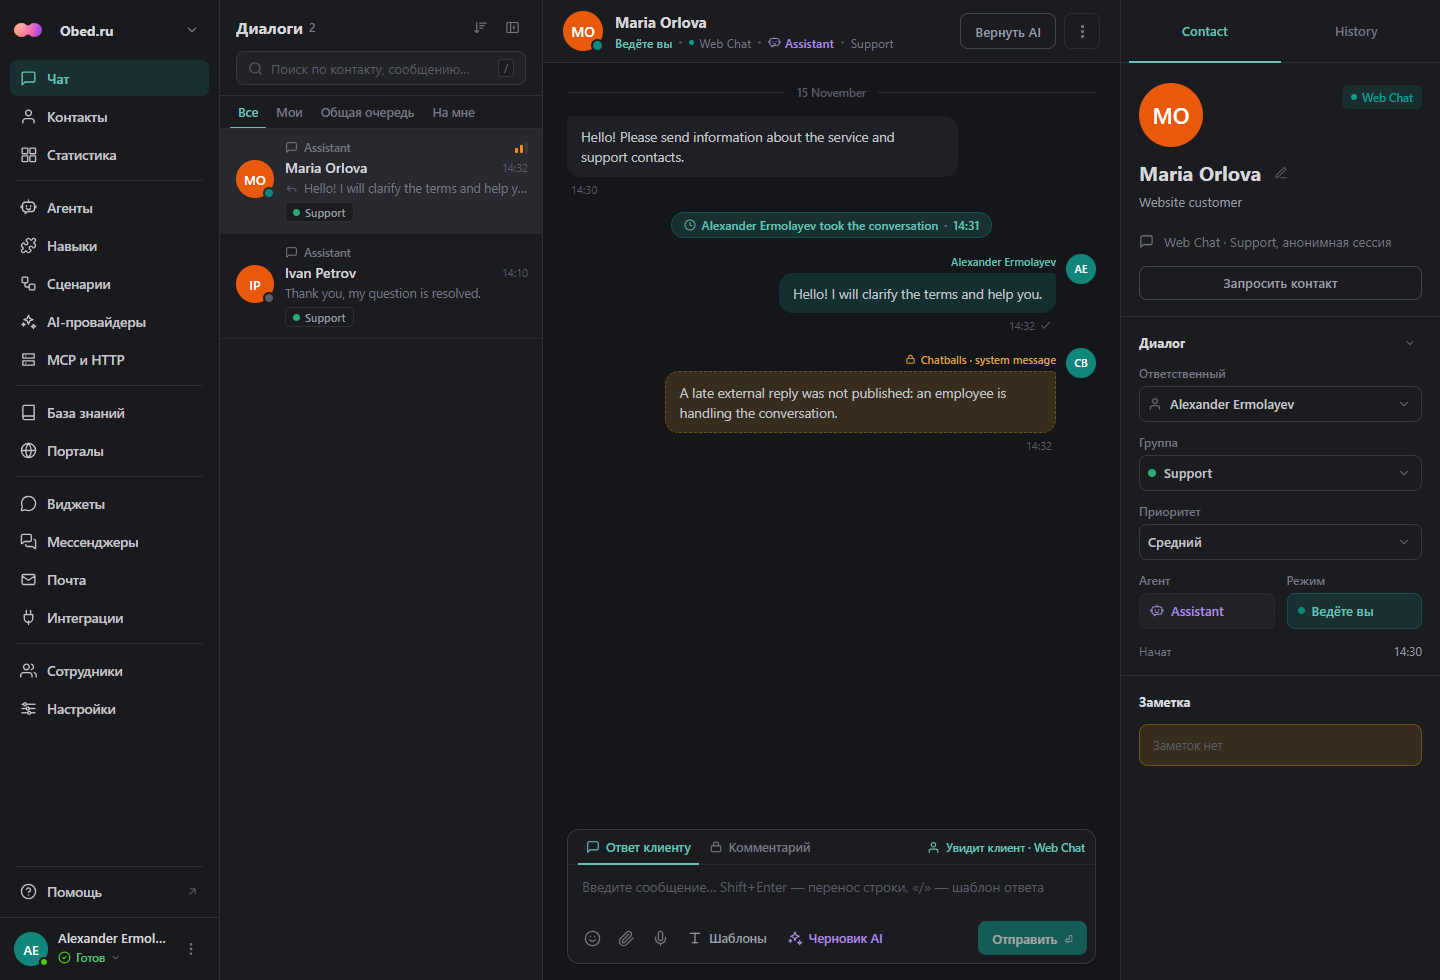 Obed.ru
Чат
Контакты
Статистика
Агенты
Навыки
Сценарии
AI-провайдеры
MCP и HTTP
База знаний
Порталы
Виджеты
Мессенджеры
Почта
Интеграции
Сотрудники
Настройки
Помощь
AE
Alexander Ermol...
Готов
Диалоги 2
Поиск по контакту, сообщению... /
Все Мои Общая очередь На мне
Assistant
MO
Maria Orlova 14:32
Hello! I will clarify the terms and help y...
Support
Assistant
IP
Ivan Petrov 14:10
Thank you, my question is resolved.
Support
MO
Maria Orlova
Ведёте вы • Web Chat • Assistant • Support
Вернуть AI
15 November
Hello! Please send information about the service and
support contacts.
14:30
Alexander Ermolayev took the conversation · 14:31
Alexander Ermolayev
AE
Hello! I will clarify the terms and help you.
14:32
Chatballs · system message
CB
A late external reply was not published: an employee is
handling the conversation.
14:32
Ответ клиенту Комментарий Увидит клиент · Web Chat
Введите сообщение... Shift+Enter — перенос строки, «/» — шаблон ответа
Шаблоны Черновик AI Отправить
Contact History
MO
Web Chat
Maria Orlova
Website customer
Web Chat · Support, анонимная сессия
Запросить контакт
Диалог
Ответственный
Alexander Ermolayev
Группа
Support
Приоритет
Средний
Агент Режим
Assistant Ведёте вы
Начат 14:30
Заметка
Заметок нет